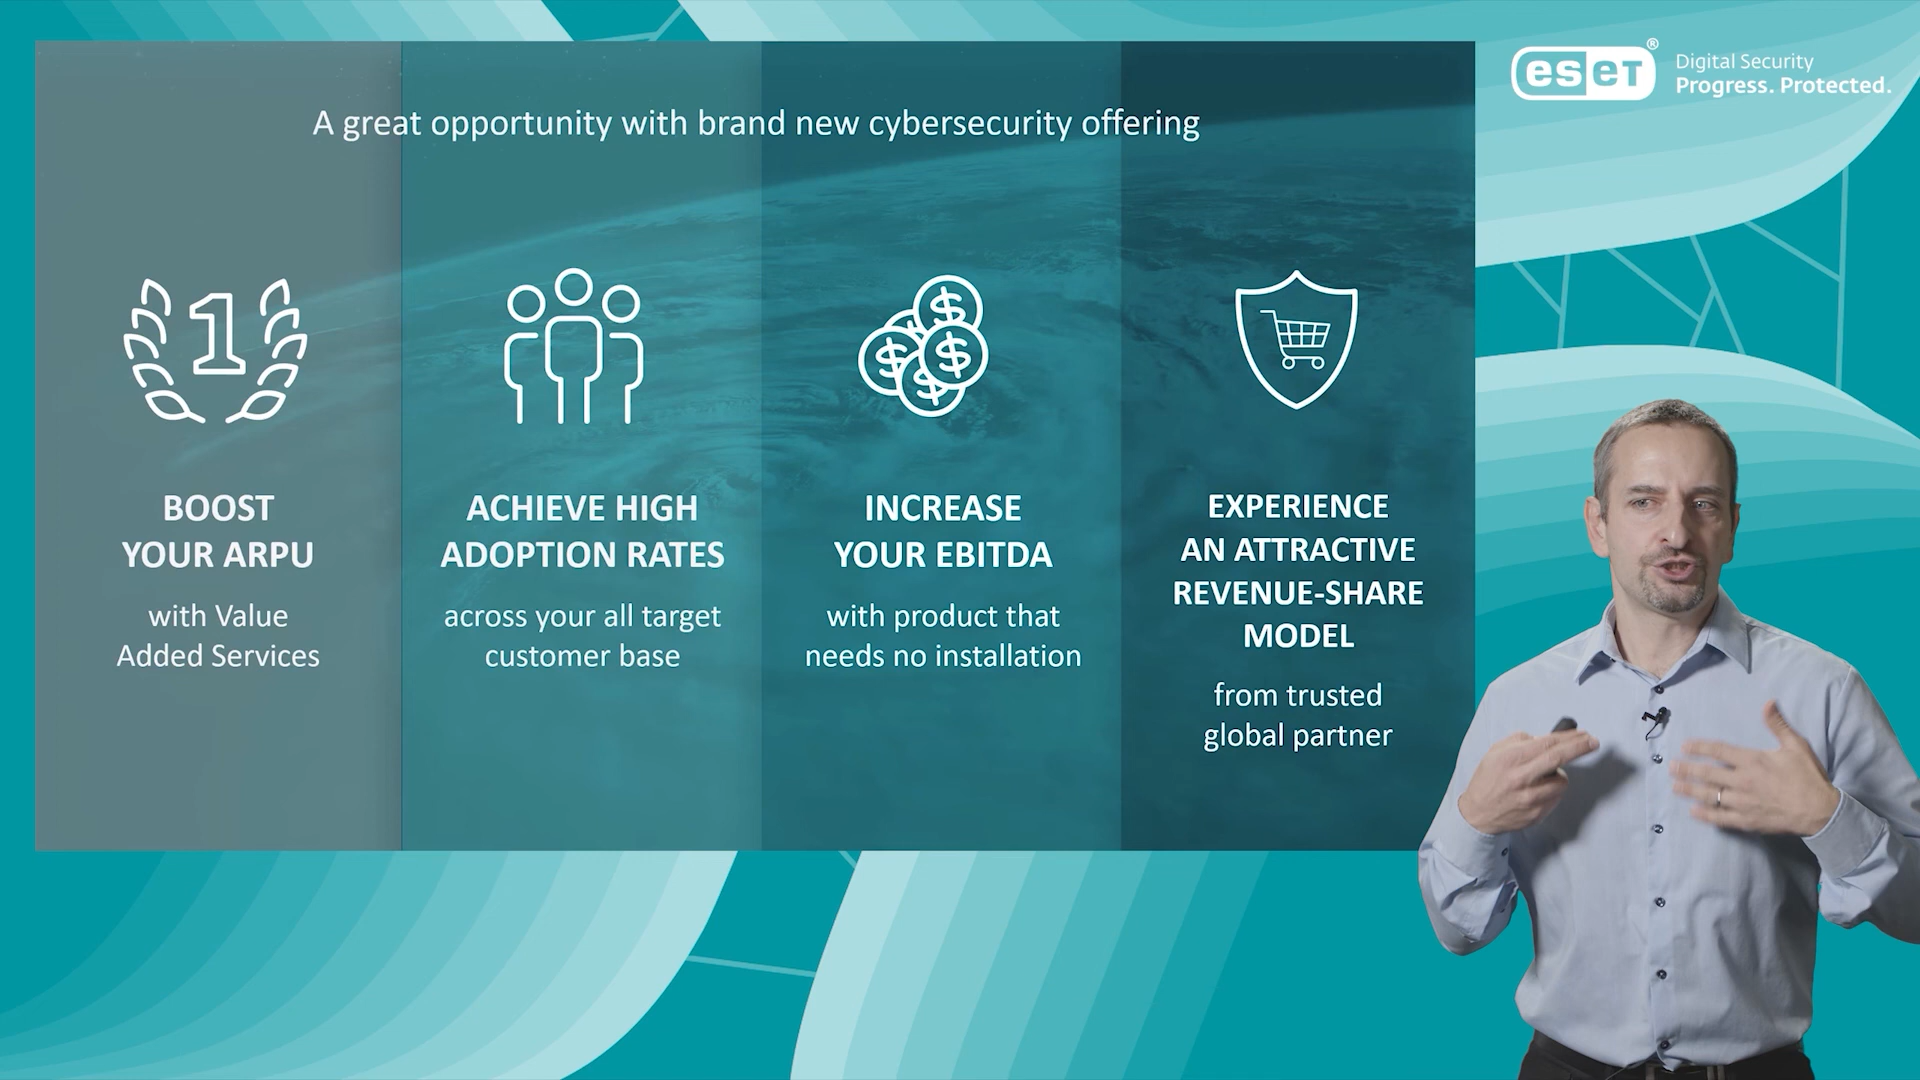 eseT®
Digital Security
Progress. Protected.
A great opportunity with brand new cybersecurity offering
1
BOOST
YOUR ARPU
with Value
Added Services
ACHIEVE HIGH
ADOPTION RATES
across your all target
customer base
$
$
$
$
INCREASE
YOUR EBITDA
with product that
needs no installation
EXPERIENCE
AN ATTRACTIVE
REVENUE-SHARE
MODEL
from trusted
global partner